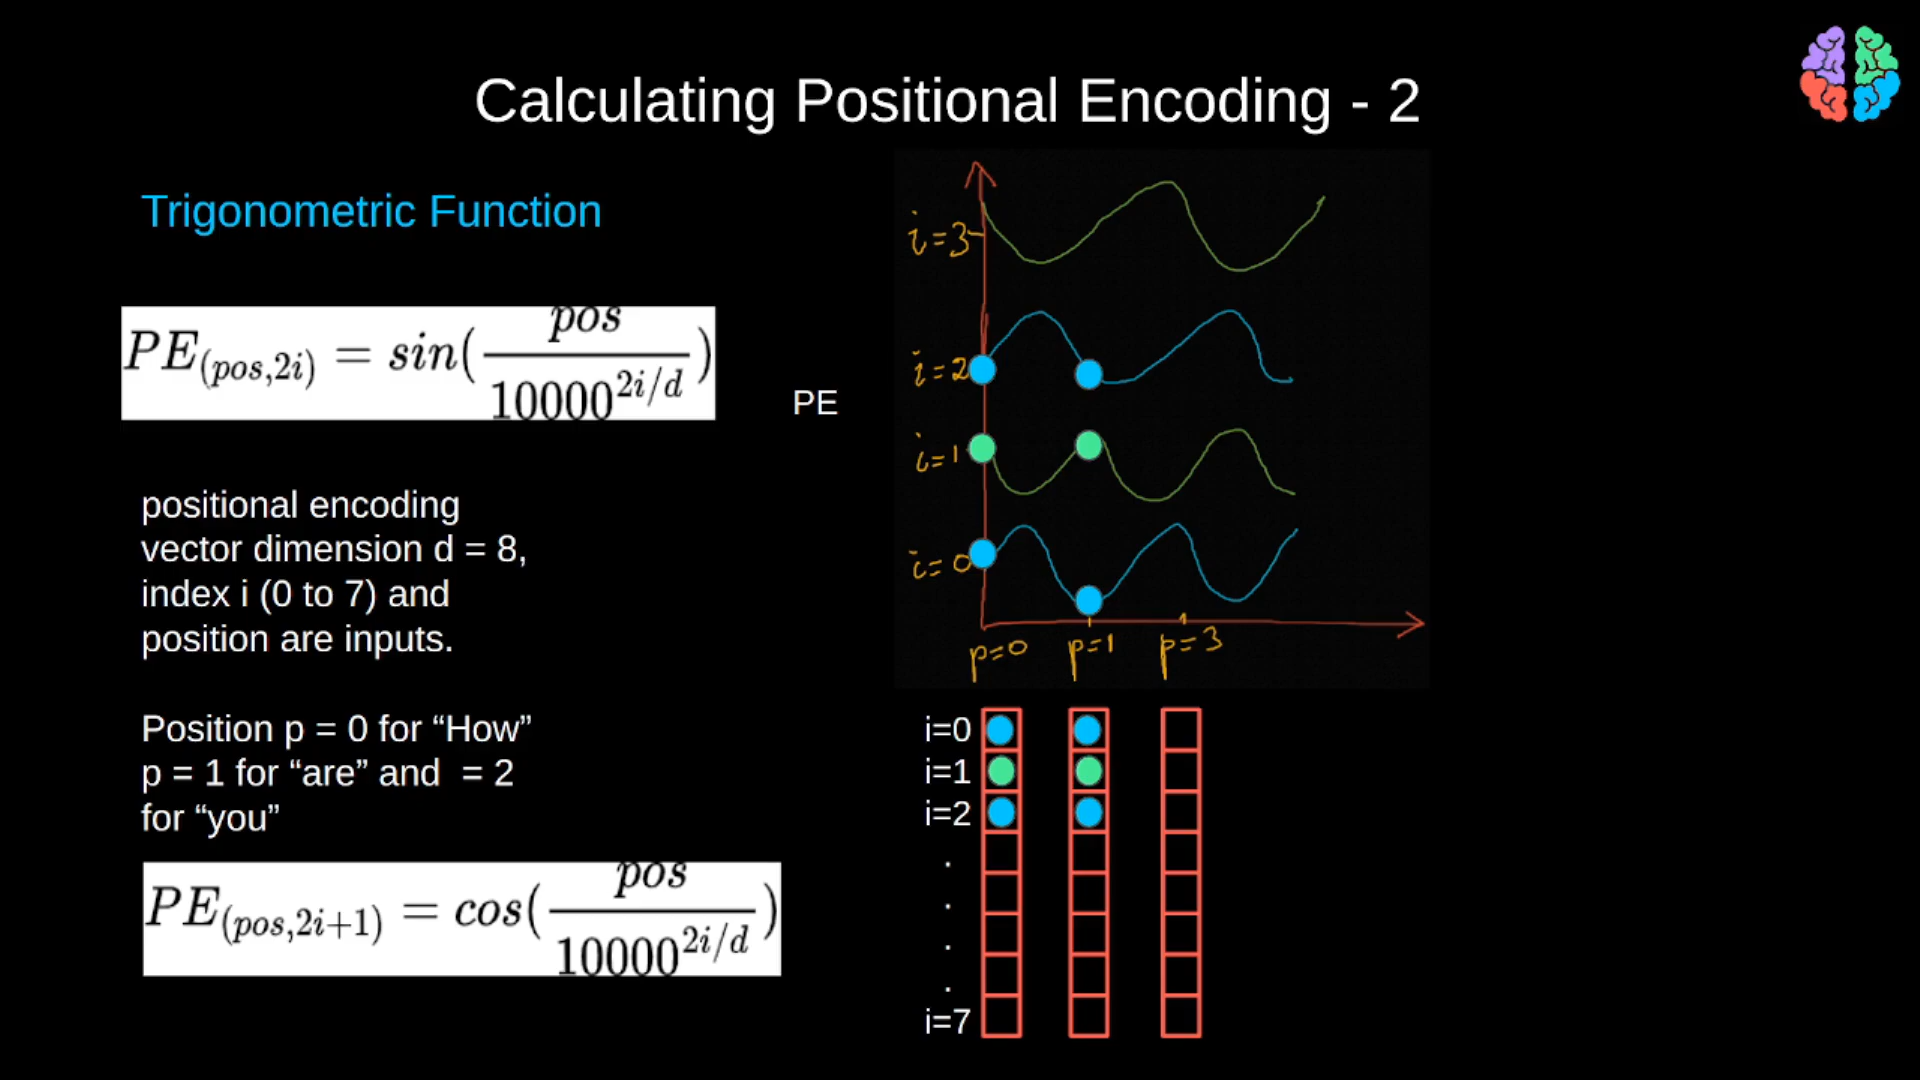 Calculating Positional Encoding - 2
Trigonometric Function
PE(pos,2i) = sin(pos/10000^2i/d)
positional encoding
vector dimension d = 8,
index i (0 to 7) and
position are inputs.
Position p = 0 for “How”
p = 1 for “are” and  = 2
for “you”
PE(pos,2i+1) = cos(pos/10000^2i/d)
PE
i=3
i=2
i=1
i=0
p=0 p=1 p=3
i=0
i=1
i=2
.
.
.
.
i=7